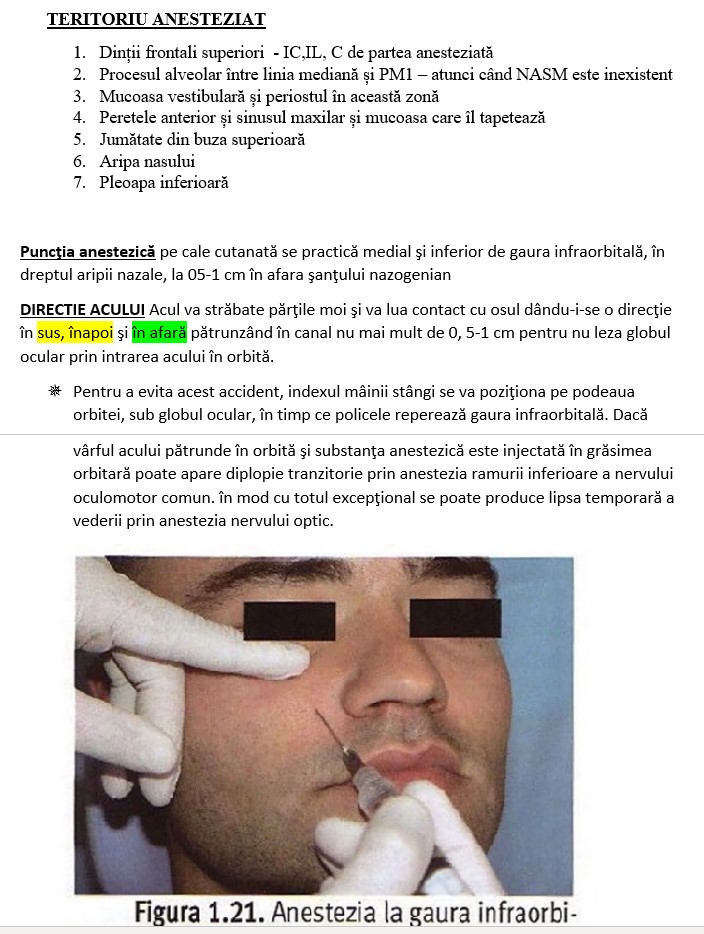 TERITORIU ANESTEZIAT
1. Dinții frontali superiori - IC,IL, C de partea anesteziată
2. Procesul alveolar între linia mediană și PM1 – atunci când NASM este inexistent
3. Mucoasa vestibulară și periostul în această zonă
4. Peretele anterior și sinusul maxilar și mucoasa care îl tapetează
5. Jumătate din buza superioară
6. Aripa nasului
7. Pleoapa inferioară
Puncţia anestezică pe cale cutanată se practică medial şi inferior de gaura infraorbitală, în
dreptul aripii nazale, la 05-1 cm în afara şanţului nazogenian
DIRECTIE ACULUI Acul va străbate părţile moi şi va lua contact cu osul dându-i-se o direcţie
în sus, înapoi şi în afară pătrunzând în canal nu mai mult de 0, 5-1 cm pentru nu leza globul
ocular prin intrarea acului în orbită.
Pentru a evita acest accident, indexul mâinii stângi se va poziţiona pe podeaua
orbitei, sub globul ocular, în timp ce policele reperează gaura infraorbitală. Dacă
vârful acului pătrunde în orbită şi substanţa anestezică este injectată în grăsimea
orbitară poate apare diplopie tranzitorie prin anestezia ramurii inferioare a nervului
oculomotor comun. în mod cu totul excepţional se poate produce lipsa temporară a
vederii prin anestezia nervului optic.
Figura 1.21. Anestezia la gaura infraorbi-